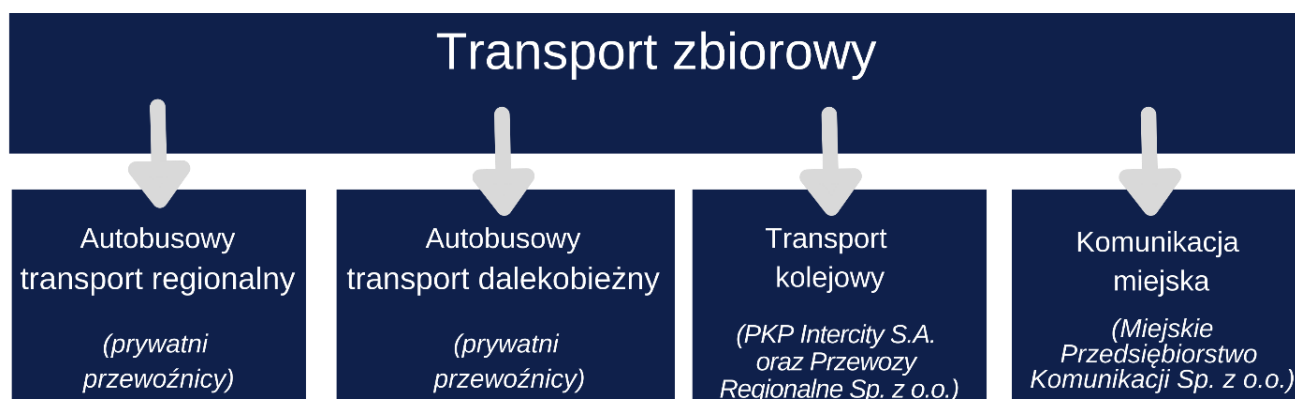 Transport zbiorowy
Autobusowy
transport regionalny
(prywatni
przewoźnicy)
Autobusowy
transport dalekobieżny
(prywatni
przewoźnicy)
Transport
kolejowy
(PKP Intercity S.A.
oraz Przewozy
Regionalne Sp. z o.o.)
Komunikacja
miejska
(Miejskie
Przedsiębiorstwo
Komunikacji Sp. z o.o.)